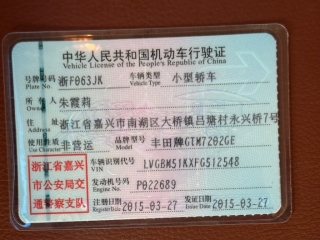 中华人民共和国机动车行驶证
Vehicle License of the People's Republic of China
号牌号码 浙F063JK 车辆类型 小型轿车
Plate No. Vehicle Type
所有人 朱霞莉
Owner
住址 浙江省嘉兴市南湖区大桥镇吕塘村永兴桥7号
Address
使用性质 非营运 品牌型号 丰田牌GTM7202GE
Use Character Model
浙江省嘉兴市公安局交通警察支队
车辆识别代号 LVGBM51KXFG512548
VIN
发动机号码 P022689
Engine No.
注册日期 2015-03-27 发证日期 2015-03-27
Register Date Issue Date